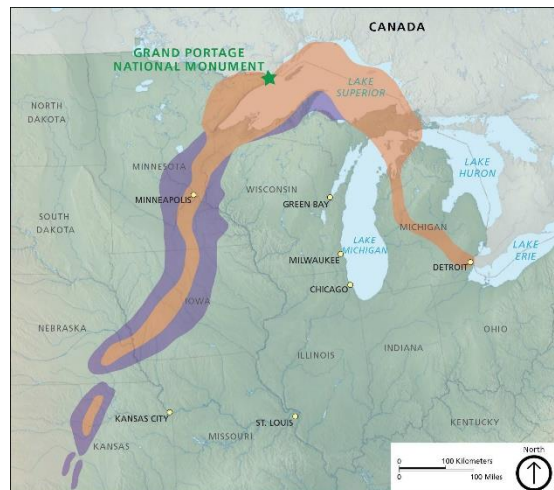 CANADA
GRAND PORTAGE
NATIONAL MONUMENT
LAKE
SUPERIOR
NORTH
DAKOTA
MINNESOTA
MINNEAPOLIS
WISCONSIN
GREEN BAY
LAKE
HURON
SOUTH
DAKOTA
LAKE
MICHIGAN
MICHIGAN
MILWAUKEE
DETROIT
LAKE
ERIE
CHICAGO
IOWA
NEBRASKA
OHIO
ILLINOIS
INDIANA
KANSAS CITY
ST. LOUIS
KENTUCKY
MISSOURI
KANSAS
North
0 100 Kilometers
0 100 Miles